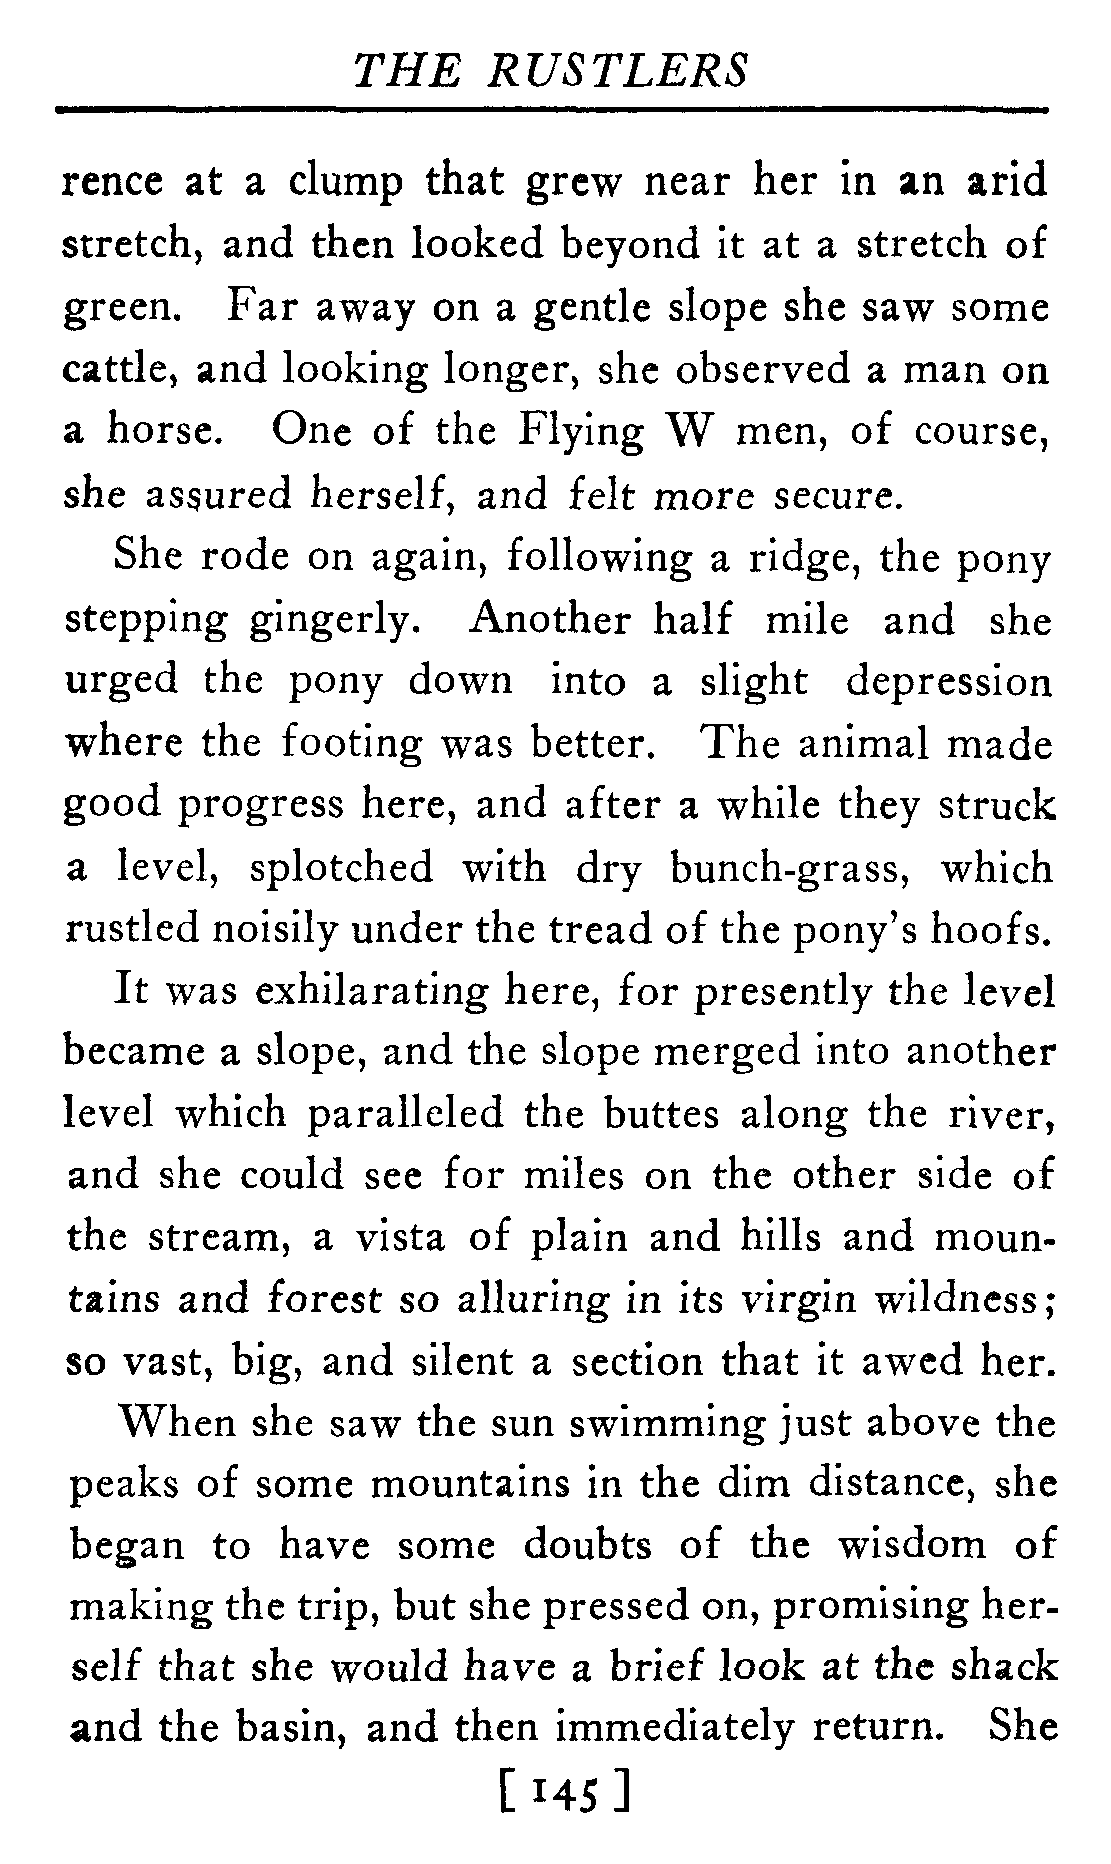 THE RUSTLERS
rence at a clump that grew near her in an arid
stretch, and then looked beyond it at a stretch of
green. Far away on a gentle slope she saw some
cattle, and looking longer, she observed a man on
a horse. One of the Flying W men, of course,
she assured herself, and felt more secure.
She rode on again, following a ridge, the pony
stepping gingerly. Another half mile and she
urged the pony down into a slight depression
where the footing was better. The animal made
good progress here, and after a while they struck
a level, splotched with dry bunch-grass, which
rustled noisily under the tread of the pony's hoofs.
It was exhilarating here, for presently the level
became a slope, and the slope merged into another
level which paralleled the buttes along the river,
and she could see for miles on the other side of
the stream, a vista of plain and hills and moun-
tains and forest so alluring in its virgin wildness;
so vast, big, and silent a section that it awed her.
When she saw the sun swimming just above the
peaks of some mountains in the dim distance, she
began to have some doubts of the wisdom of
making the trip, but she pressed on, promising her-
self that she would have a brief look at the shack
and the basin, and then immediately return. She
[ 145 ]